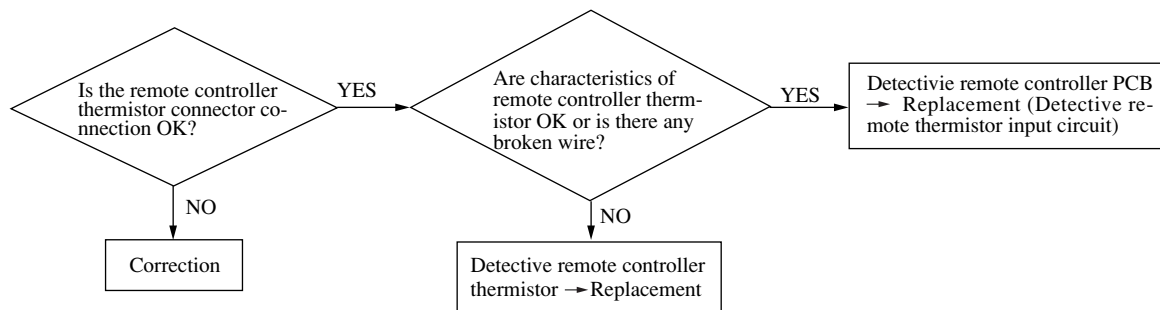 Is the remote controller
thermistor connector co-
nnection OK?
YES
NO
Correction
Are characteristics of
remote controller therm-
istor OK or is there any
broken wire?
YES
NO
Detective remote controller
thermistor → Replacement
Detectivie remote controller PCB
→ Replacement (Detective re-
mote thermistor input circuit)